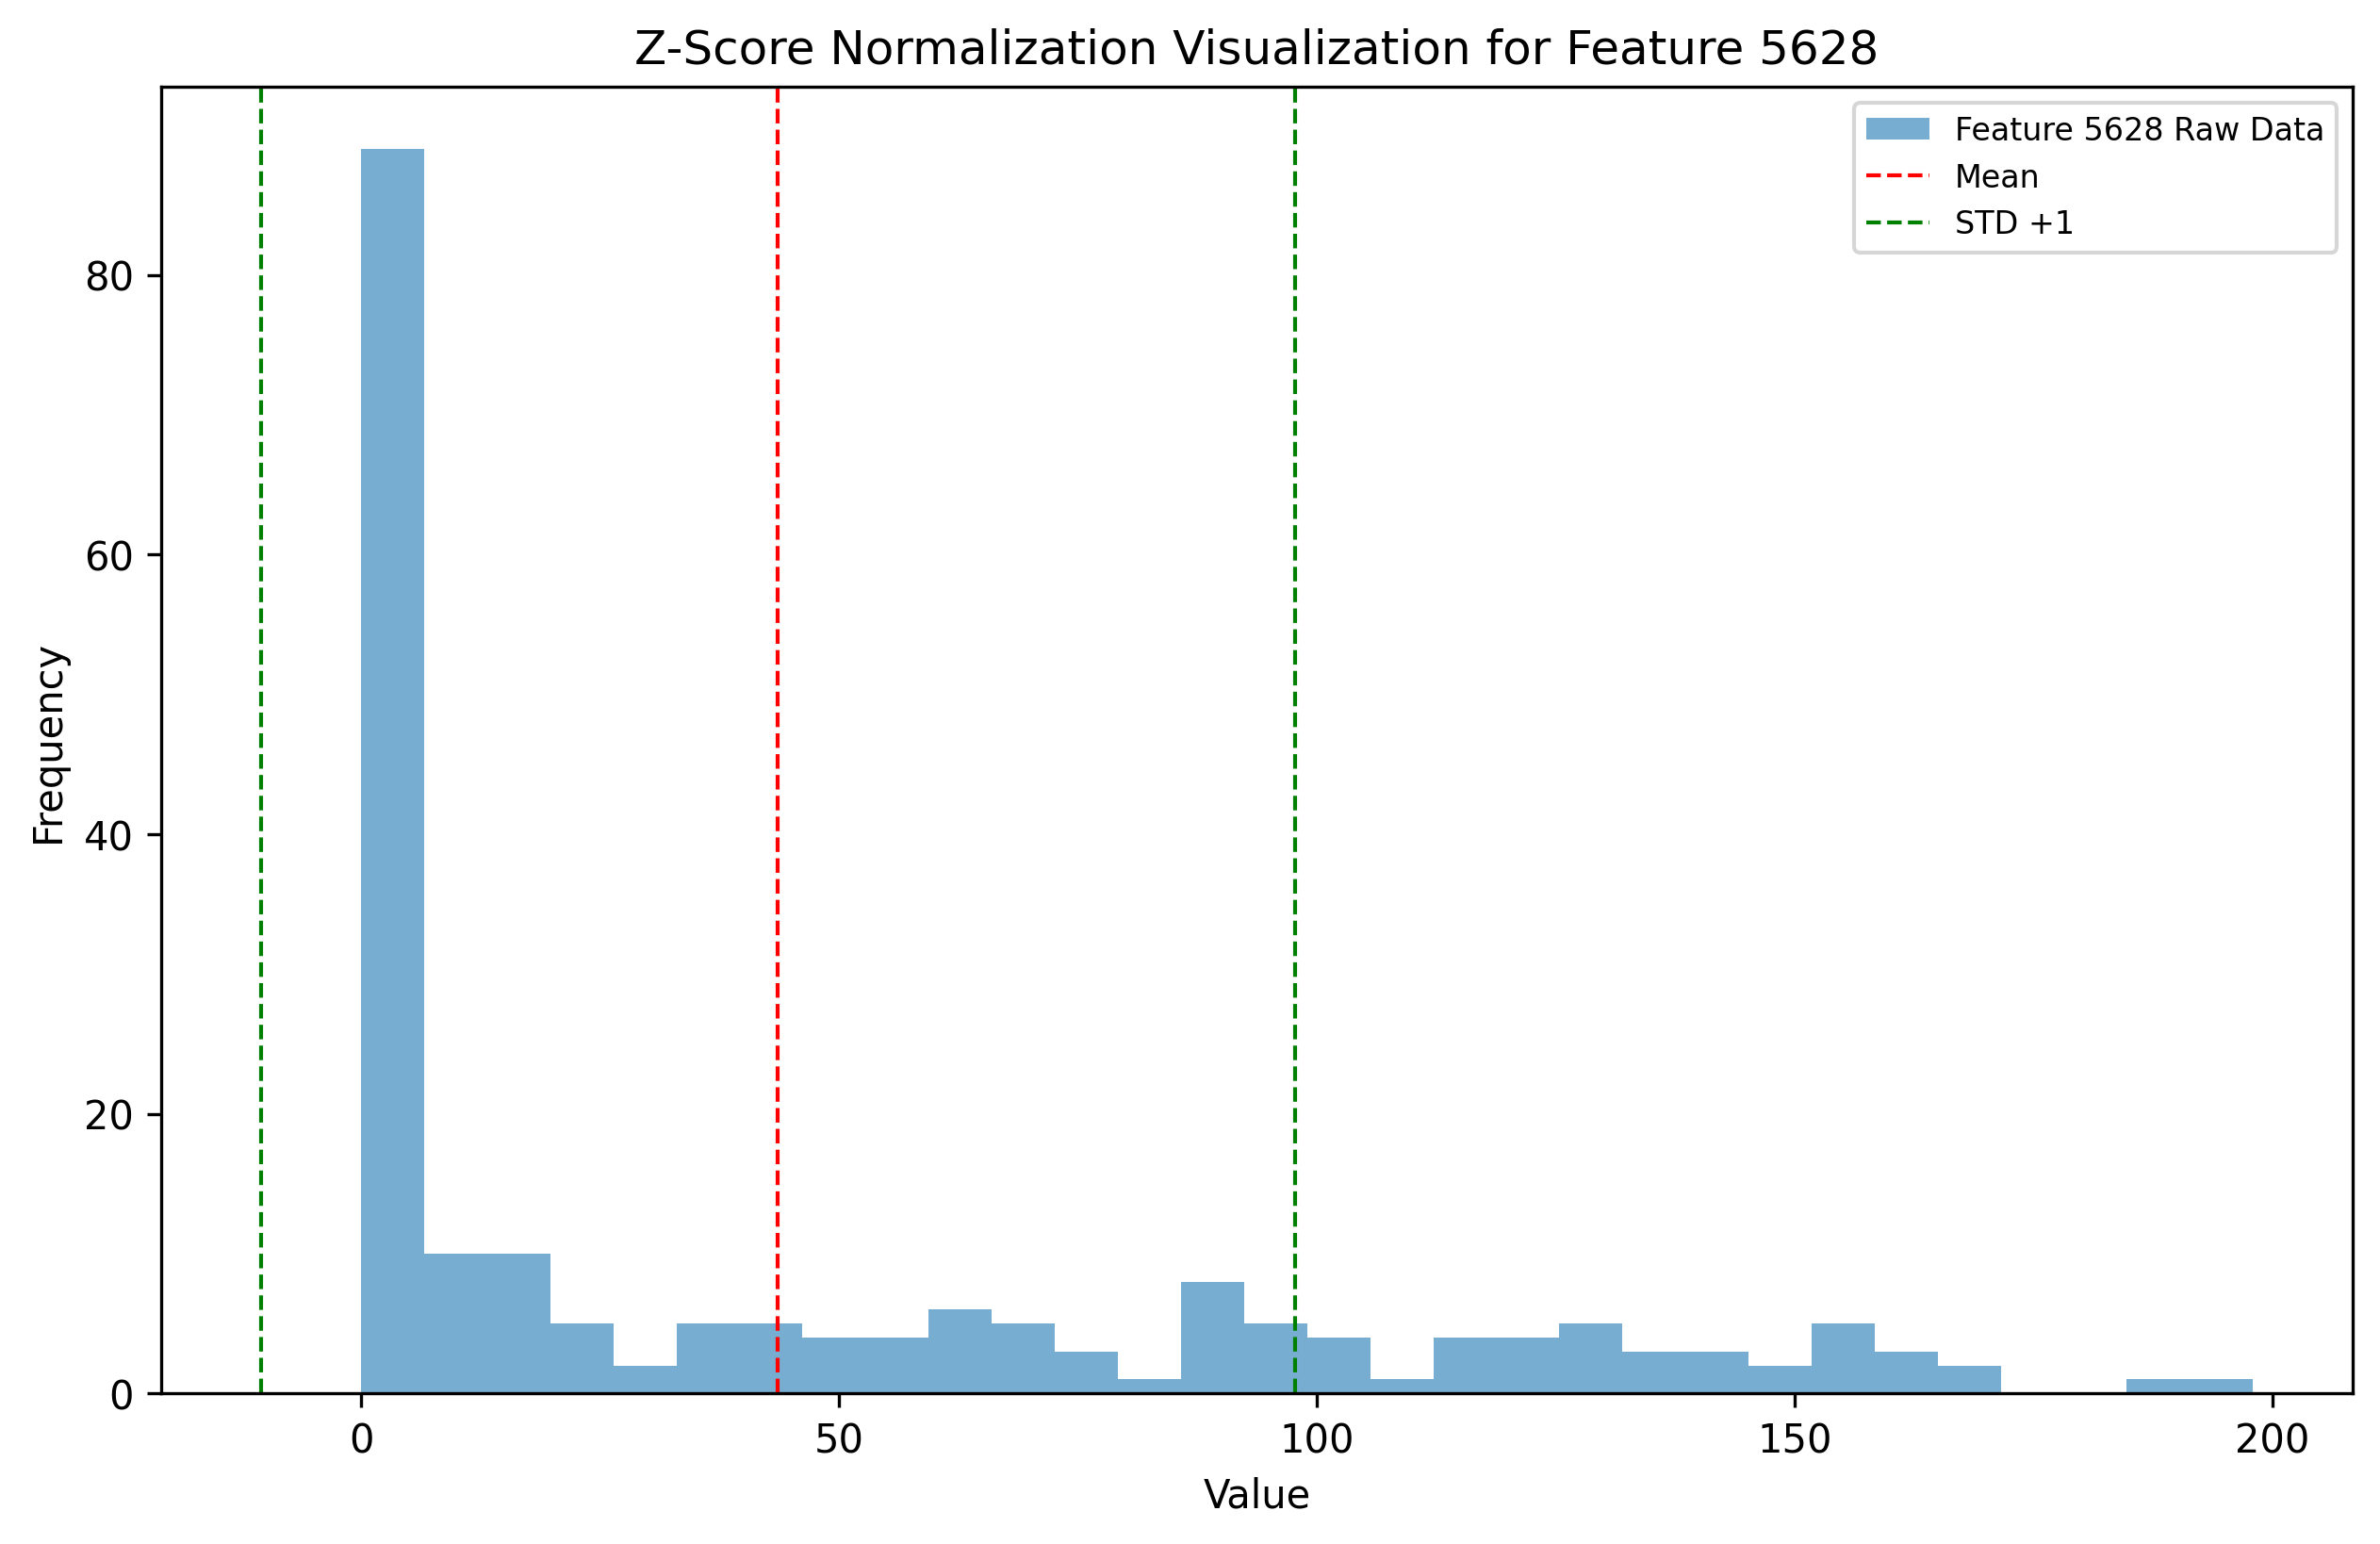 Z-Score Normalization Visualization for Feature 5628
Feature 5628 Raw Data
Mean
STD +1
80
60
40
20
0
Frequency
0 50 100 150 200
Value